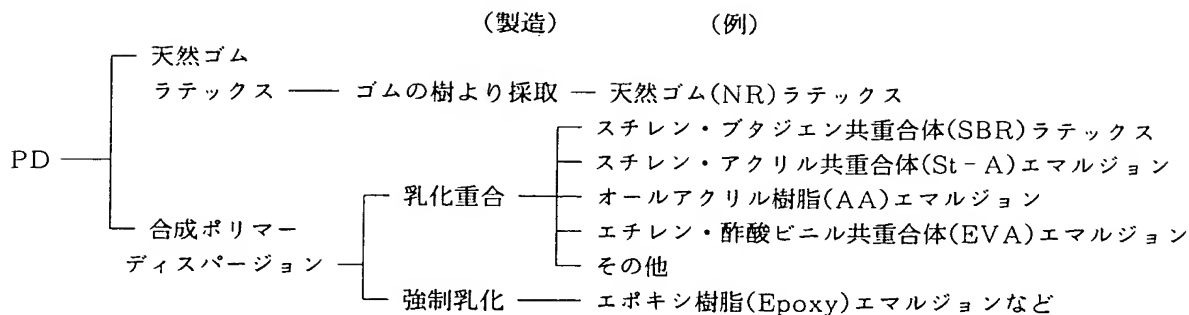 (製造) (例)
天然ゴム
ラテックス ゴムの樹より採取 天然ゴム(NR)ラテックス
スチレン・ブタジエン共重合体(SBR)ラテックス
PD スチレン・アクリル共重合体(St-A)エマルジョン
乳化重合 オールアクリル樹脂(AA)エマルジョン
合成ポリマー エチレン・酢酸ビニル共重合体(EVA)エマルジョン
ディスパージョン その他
強制乳化 エポキシ樹脂(Epoxy)エマルジョンなど